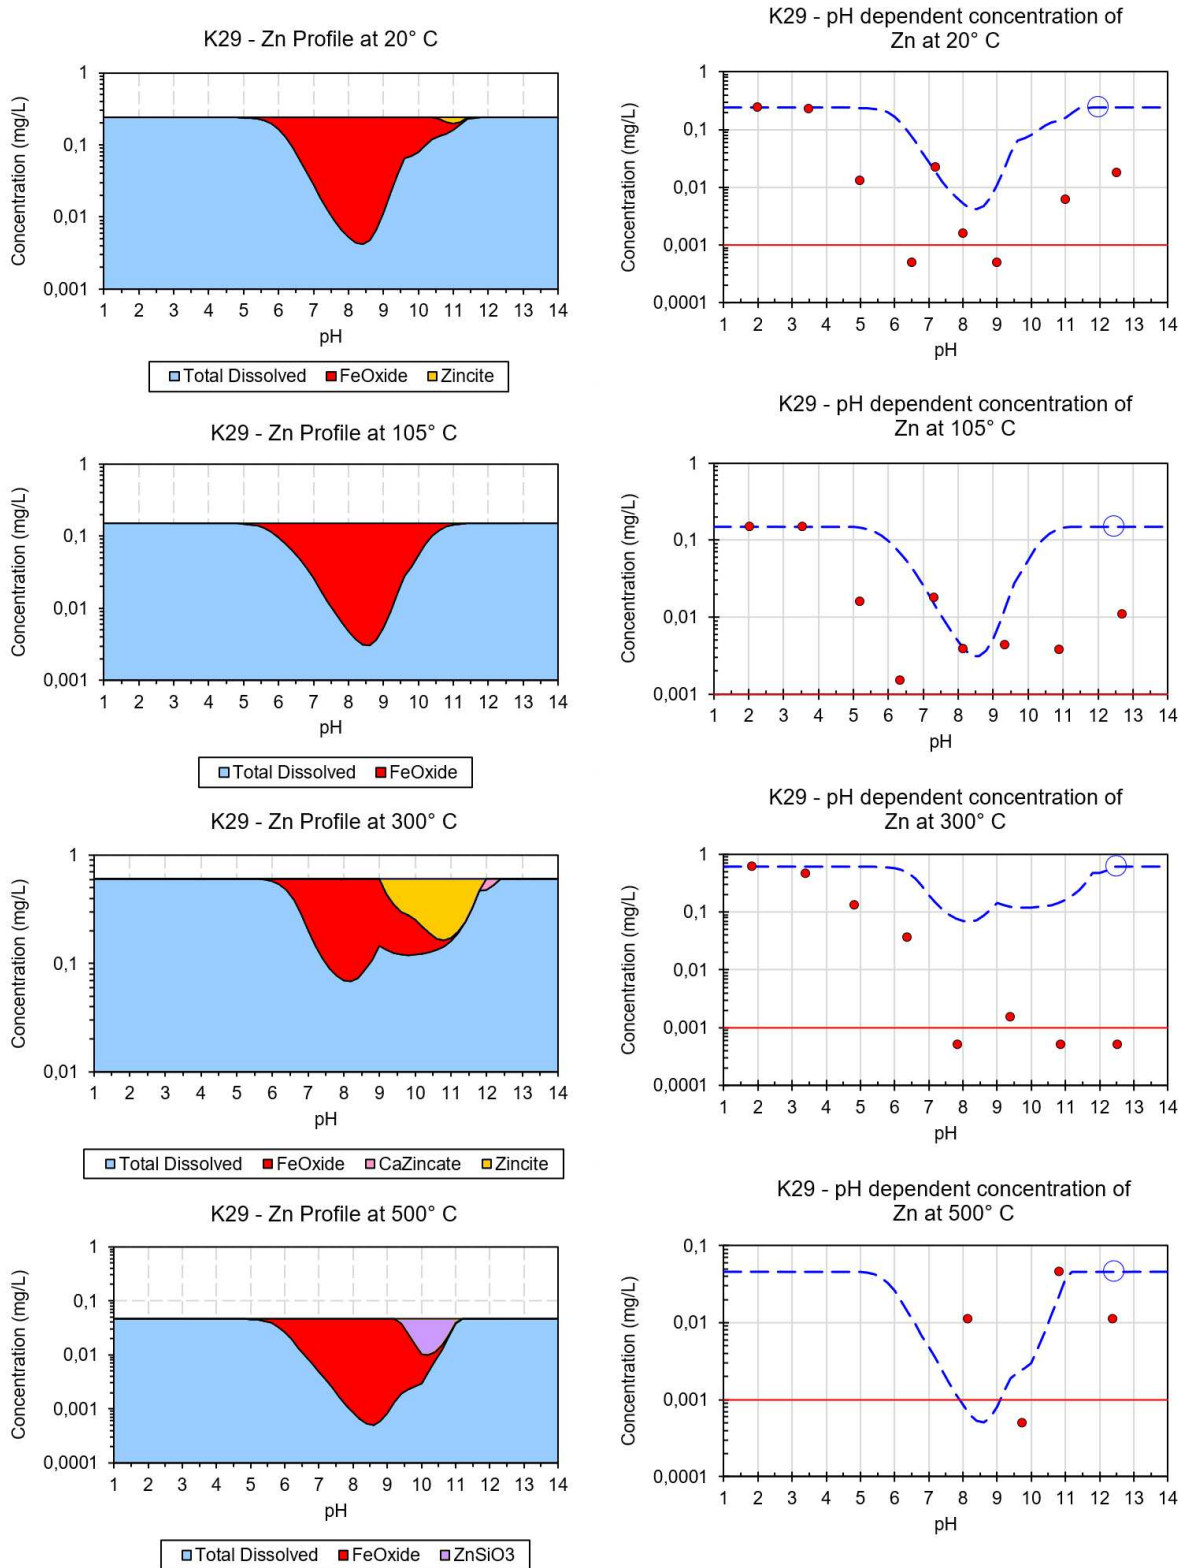 K29 - Zn Profile at 20° C
Concentration (mg/L)
1
0,1
0,01
0,001
1 2 3 4 5 6 7 8 9 10 11 12 13 14
pH
Total Dissolved FeOxide Zincite
K29 - pH dependent concentration of
Zn at 20° C
Concentration (mg/L)
1
0,1
0,01
0,001
0,0001
1 2 3 4 5 6 7 8 9 10 11 12 13 14
pH
K29 - Zn Profile at 105° C
Concentration (mg/L)
1
0,1
0,01
0,001
1 2 3 4 5 6 7 8 9 10 11 12 13 14
pH
Total Dissolved FeOxide
K29 - pH dependent concentration of
Zn at 105° C
Concentration (mg/L)
1
0,1
0,01
0,001
1 2 3 4 5 6 7 8 9 10 11 12 13 14
pH
K29 - Zn Profile at 300° C
Concentration (mg/L)
1
0,1
0,01
1 2 3 4 5 6 7 8 9 10 11 12 13 14
pH
Total Dissolved FeOxide CaZincate Zincite
K29 - pH dependent concentration of
Zn at 300° C
Concentration (mg/L)
1
0,1
0,01
0,001
0,0001
1 2 3 4 5 6 7 8 9 10 11 12 13 14
pH
K29 - Zn Profile at 500° C
Concentration (mg/L)
1
0,1
0,01
0,001
0,0001
1 2 3 4 5 6 7 8 9 10 11 12 13 14
pH
Total Dissolved FeOxide ZnSiO3
K29 - pH dependent concentration of
Zn at 500° C
Concentration (mg/L)
0,1
0,01
0,001
0,0001
1 2 3 4 5 6 7 8 9 10 11 12 13 14
pH